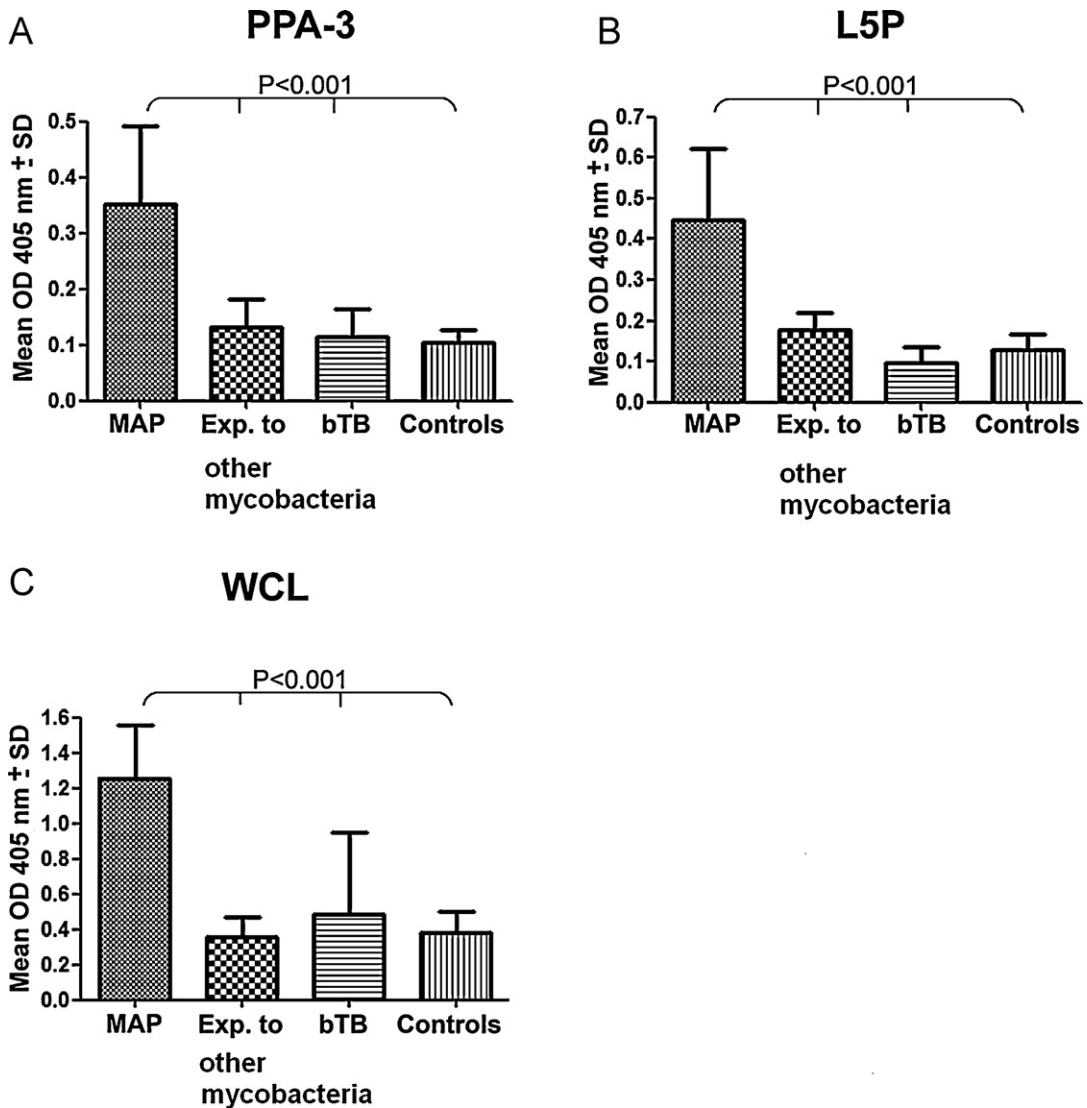 A
PPA-3
P<0.001
Mean OD 405 nm ± SD
0.5
0.4
0.3
0.2
0.1
0.0
MAP Exp. to bTB Controls
other
mycobacteria
B
L5P
P<0.001
Mean OD 405 nm ± SD
0.7
0.6
0.5
0.4
0.3
0.2
0.1
0.0
MAP Exp. to bTB Controls
other
mycobacteria
C
WCL
P<0.001
Mean OD 405 nm ± SD
1.6
1.4
1.2
1.0
0.8
0.6
0.4
0.2
0.0
MAP Exp. to bTB Controls
other
mycobacteria